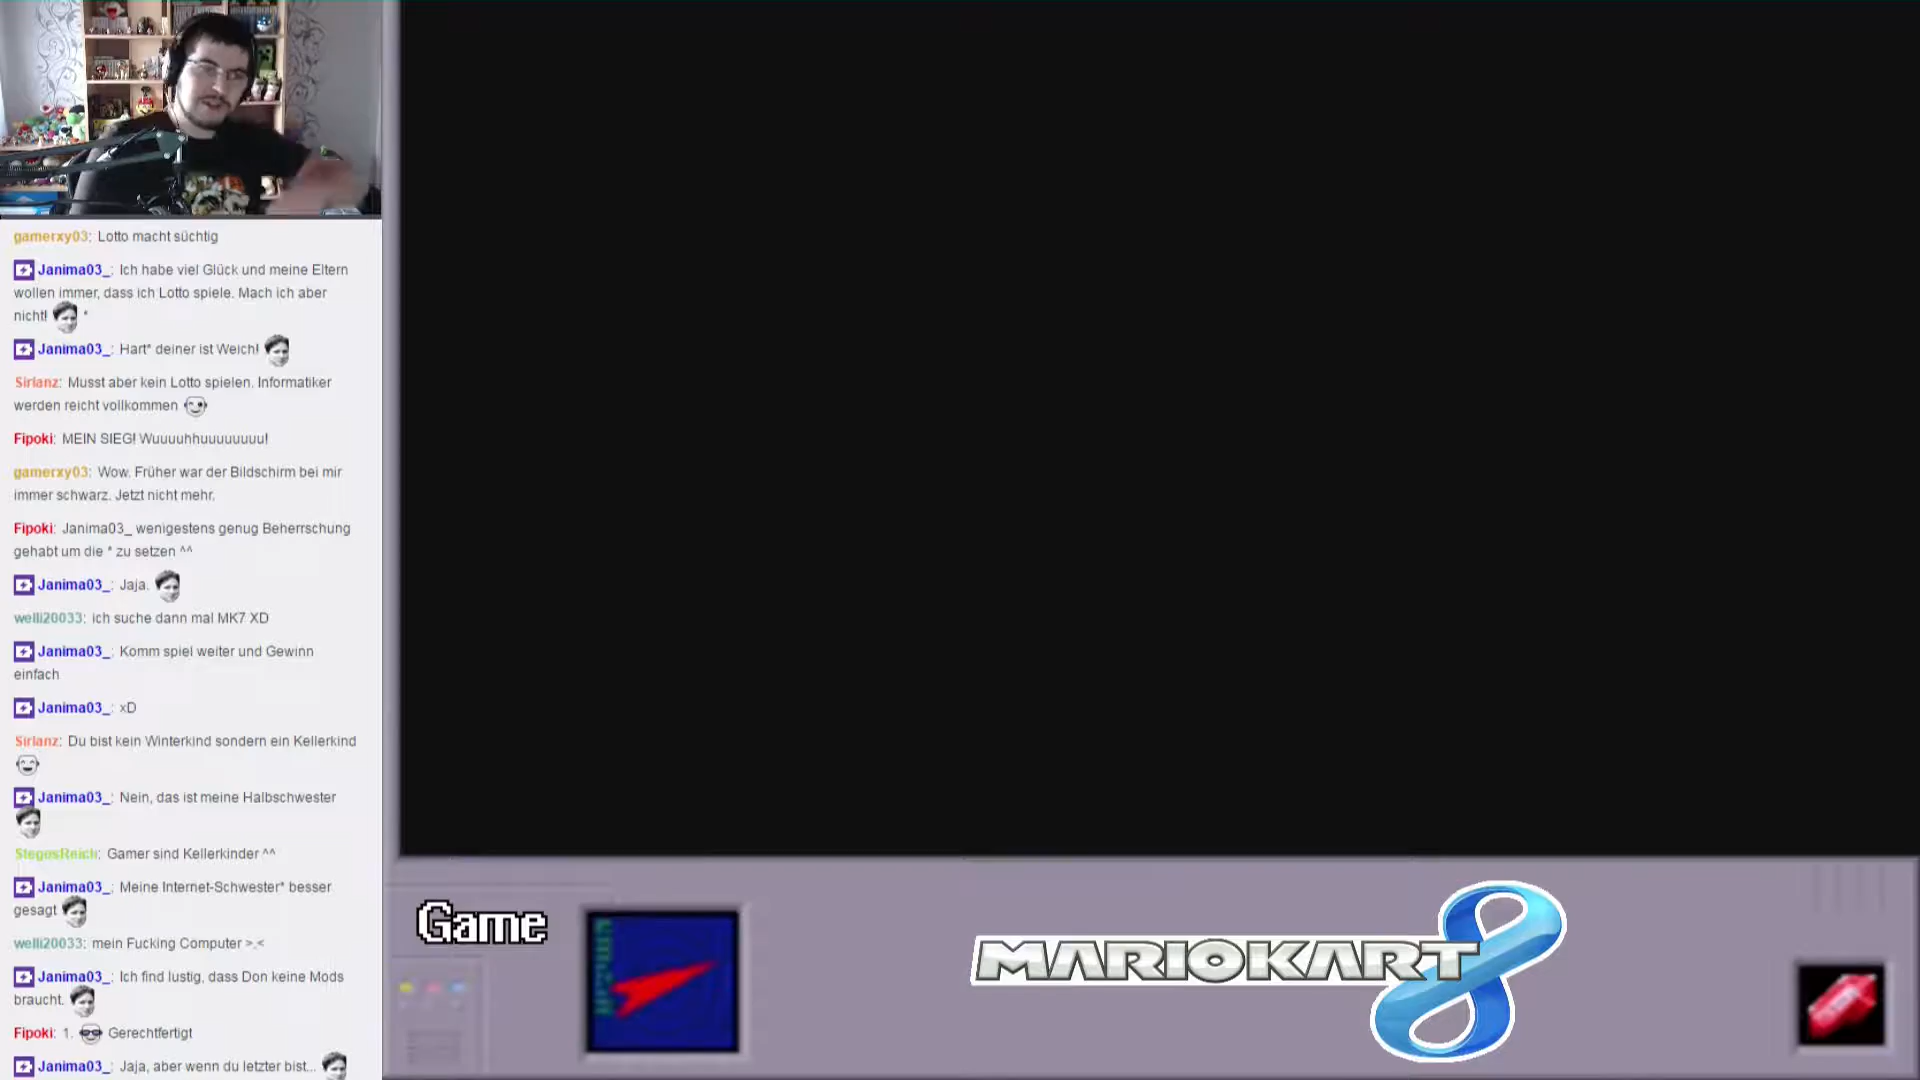 gamerxy03: Lotto macht süchtig
Janima03_: Ich habe viel Glück und meine Eltern
wollen immer, dass ich Lotto spiele. Mach ich aber
nicht! *
Janima03_: Hart* deiner ist Weich!
Sirlanz: Musst aber kein Lotto spielen. Informatiker
werden reicht vollkommen
Fipoki: MEIN SIEG! Wuuuuhhuuuuuuuu!
gamerxy03: Wow. Früher war der Bildschirm bei mir
immer schwarz. Jetzt nicht mehr.
Fipoki: Janima03_ wenigestens genug Beherrschung
gehabt um die * zu setzen ^^
Janima03_: Jaja.
welli20033: ich suche dann mal MK7 XD
Janima03_: Komm spiel weiter und Gewinn
einfach
Janima03_: xD
Sirlanz: Du bist kein Winterkind sondern ein Kellerkind
Janima03_: Nein, das ist meine Halbschwester
StegosReich: Gamer sind Kellerkinder ^^
Janima03_: Meine Internet-Schwester* besser
gesagt
welli20033: mein Fucking Computer >.<
Janima03_: Ich find lustig, dass Don keine Mods
braucht.
Fipoki: 1. Gerechtfertigt
Janima03_: Jaja, aber wenn du letzter bist...
Game
MARIOKART 8